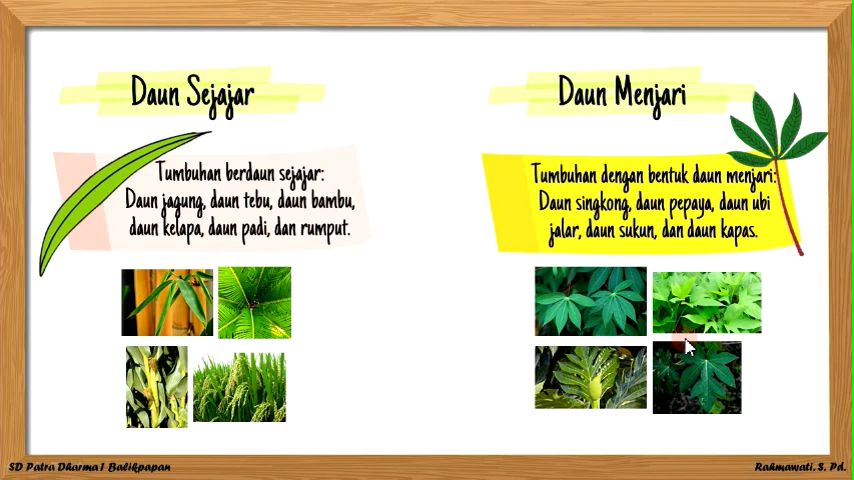 Daun Sejajar
Tumbuhan berdaun sejajar:
Daun jagung, daun tebu, daun bambu,
daun kelapa, daun padi, dan rumput.
Daun Menjari
Tumbuhan dengan bentuk daun menjari:
Daun singkong, daun pepaya, daun ubi
jalar, daun sukun, dan daun kapas.
SD Patra Dharma 1 Balikpapan
Rahmawati, S. Pd.